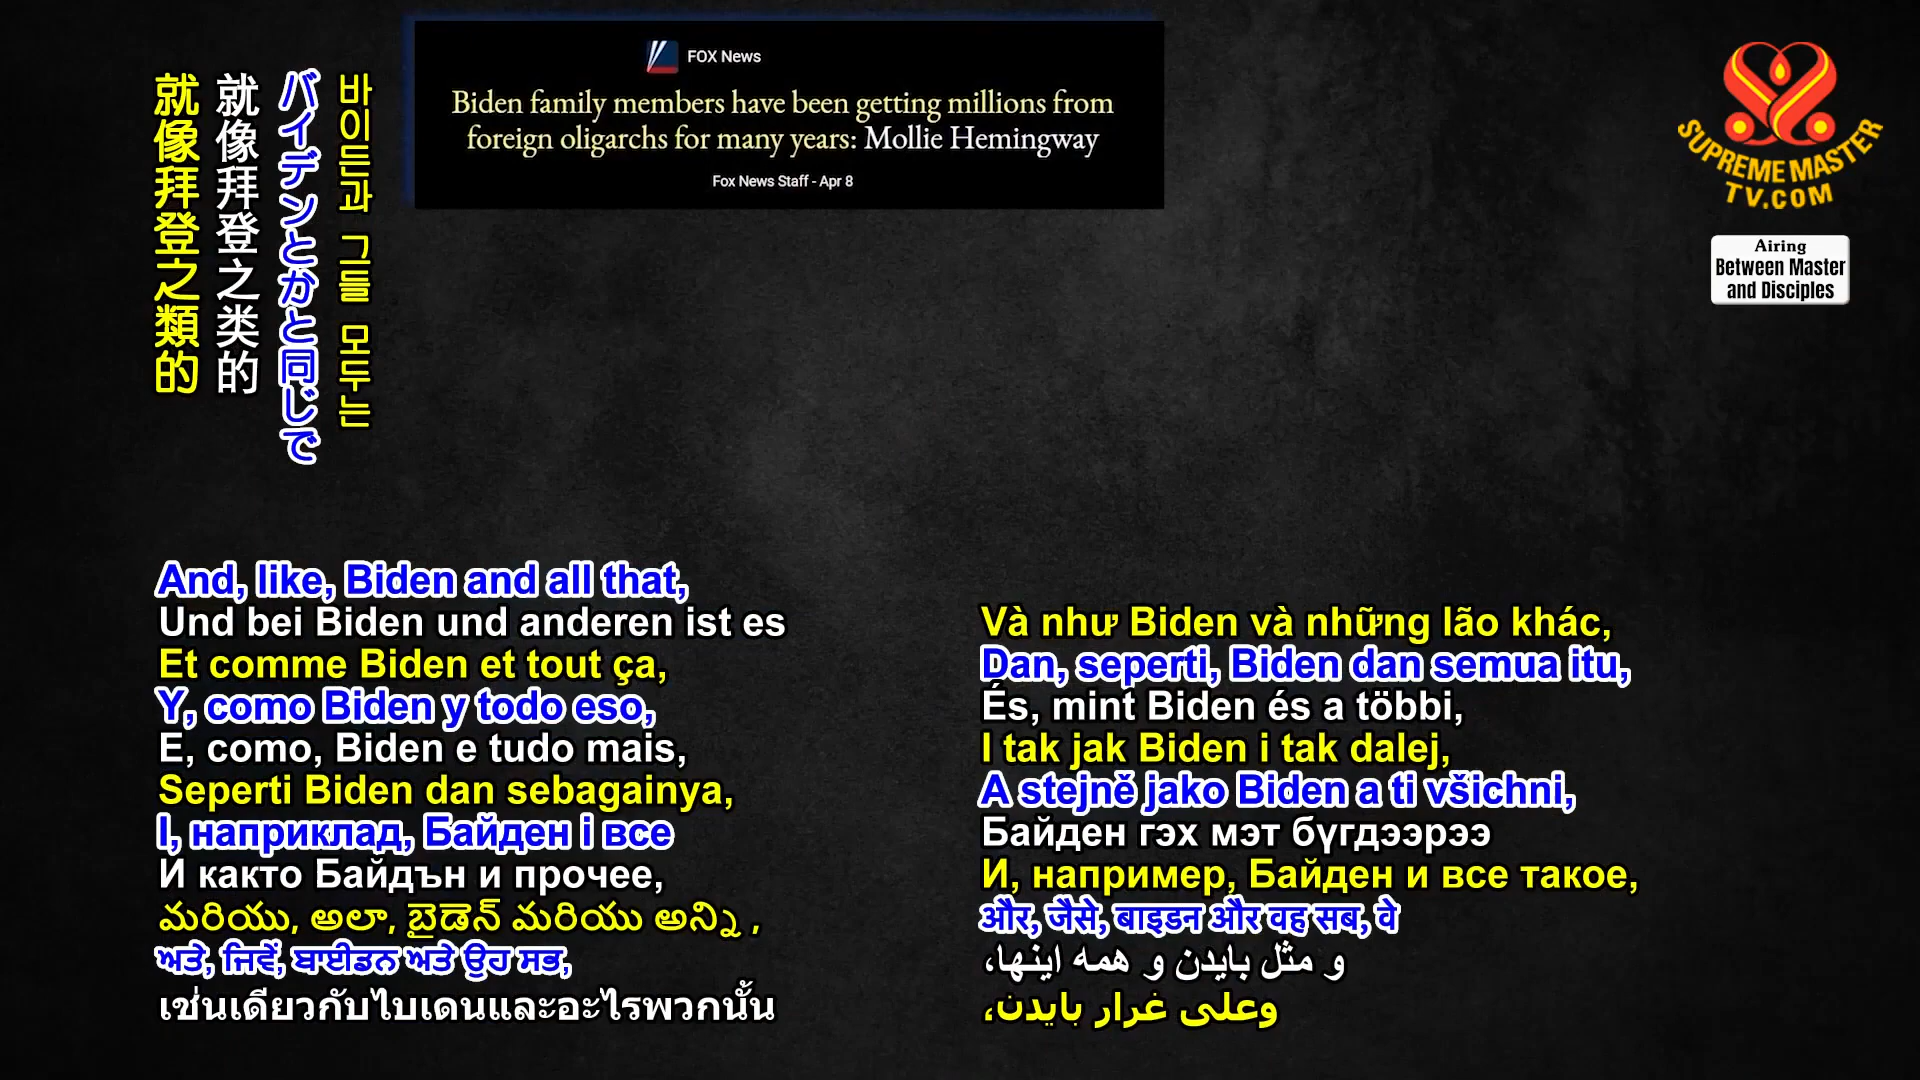 就像拜登之類的
就像拜登之类的
バイデンとかと同じで
바이든과 그들 모두는
FOX News
Biden family members have been getting millions from
foreign oligarchs for many years: Mollie Hemingway
Fox News Staff - Apr 8
SUPREME MASTER
TV.COM
Airing
Between Master
and Disciples
And, like, Biden and all that,
Und bei Biden und anderen ist es
Et comme Biden et tout ça,
Y, como Biden y todo eso,
E, como, Biden e tudo mais,
Seperti Biden dan sebagainya,
І, наприклад, Байден і все
И както Байдън и прочее,
మరియు, అలా, బైడెన్ మరియు అన్ని ,
ਅਤੇ, ਜਿਵੇਂ, ਬਾਈਡਨ ਅਤੇ ਉਹ ਸਭ,
เช่นเดียวกับไบเดนและอะไรพวกนั้น
Và như Biden và những lão khác,
Dan, seperti, Biden dan semua itu,
És, mint Biden és a többi,
I tak jak Biden i tak dalej,
A stejně jako Biden a ti všichni,
Байден гэх мэт бүгдээрээ
И, например, Байден и все такое,
और, जैसे, बाइडन और वह सब, वे
و مثل بایدن و همه اینها،
وعلى غرار بايدن،